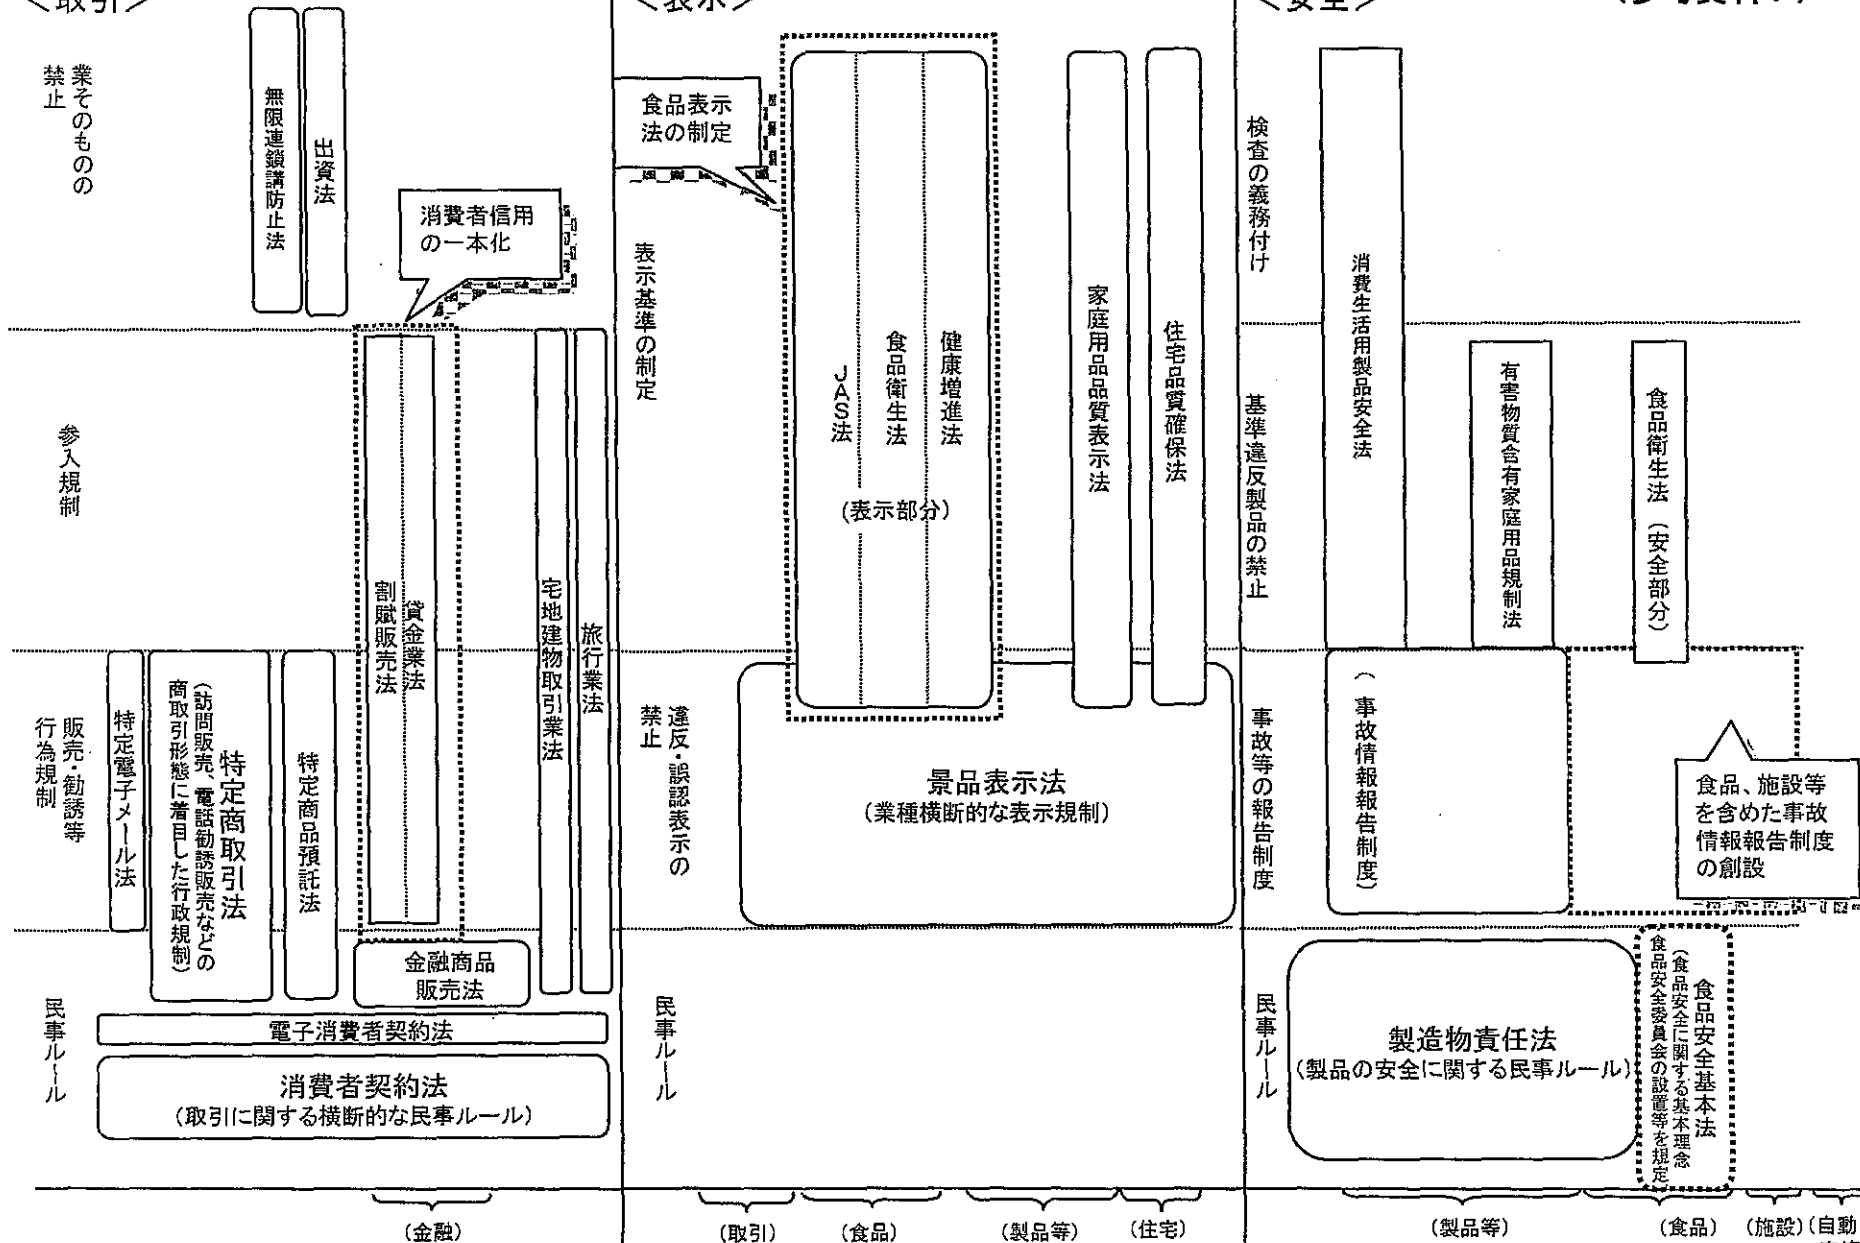 ＜取引＞
業そのものの
禁止
無限連鎖講防止法
出資法
消費者信用
の一本化
参入規制
割賦販売法
貸金業法
宅地建物取引業法
旅行業法
販売・勧誘等
行為規制
特定電子メール法
特定商取引法
(訪問販売、電話勧誘販売などの
商取引形態に着目した行政規制)
特定商品預託法
金融商品
販売法
民事ルール
電子消費者契約法
消費者契約法
(取引に関する横断的な民事ルール)
(金融)
＜表示＞
食品表示
法の制定
表示基準の制定
JAS法
食品衛生法
健康増進法
(表示部分)
家庭用品品質表示法
住宅品質確保法
違反・誤認表示の
禁止
景品表示法
(業種横断的な表示規制)
民事ルール
(取引)
(食品)
(製品等)
(住宅)
＜安全＞
検査の義務付け
消費生活用製品安全法
基準違反製品の禁止
有害物質含有家庭用品規制法
食品衛生法(安全部分)
事故等の報告制度
(事故情報報告制度)
食品、施設等
を含めた事故
情報報告制度
の創設
民事ルール
製造物責任法
(製品の安全に関する民事ルール)
食品安全基本法
(食品安全に関する基本理念
食品安全委員会の設置等を規定
(製品等)
(食品)
(施設)
(自動